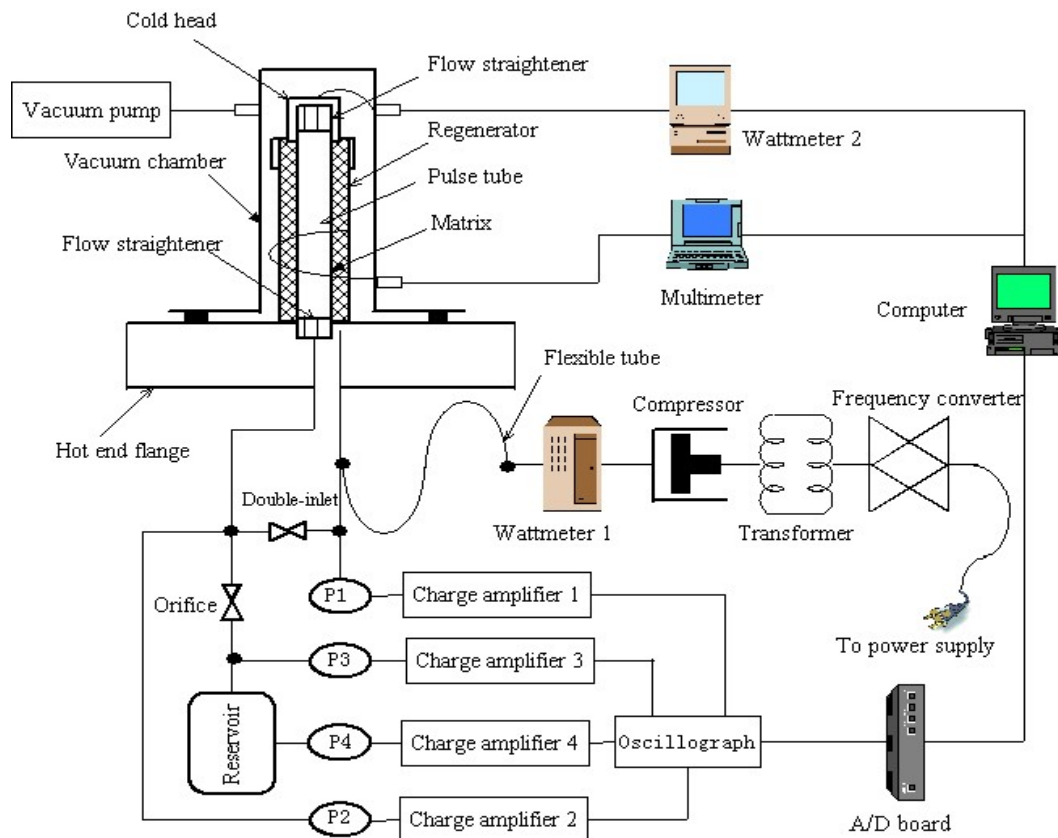 Cold head
Flow straightener
Vacuum pump
Wattmeter 2
Regenerator
Vacuum chamber
Pulse tube
Flow straightener
Matrix
Multimeter
Computer
Flexible tube
Compressor
Frequency converter
Hot end flange
Double-inlet
Wattmeter 1
Transformer
Orifice
P1
Charge amplifier 1
To power supply
P3
Charge amplifier 3
Reservoir
P4
Charge amplifier 4
Oscillograph
P2
Charge amplifier 2
A/D board